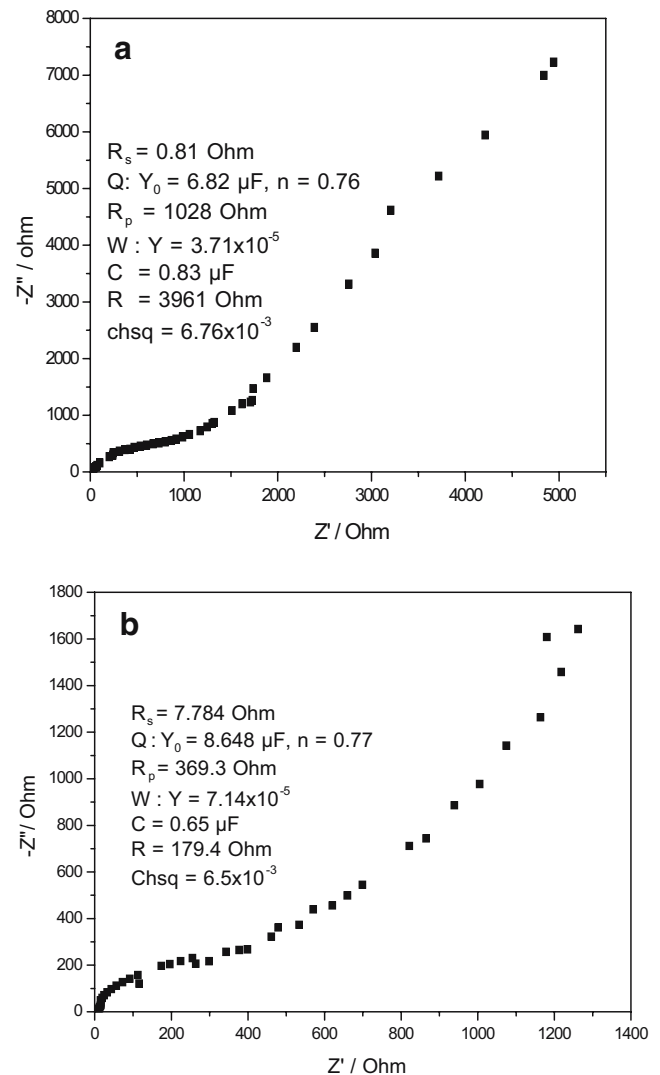 8000
a
7000
R_s = 0.81 Ohm
Q: Y_0 = 6.82 µF, n = 0.76
R_p = 1028 Ohm
W : Y = 3.71x10^-5
C = 0.83 µF
R = 3961 Ohm
chsq = 6.76x10^-3
6000
5000
4000
3000
2000
1000
0
-Z" / ohm
0 1000 2000 3000 4000 5000
Z' / Ohm
1800
b
1600
1400
R_s = 7.784 Ohm
Q : Y_0 = 8.648 µF, n = 0.77
R_p = 369.3 Ohm
W : Y = 7.14x10^-5
C = 0.65 µF
R = 179.4 Ohm
Chsq = 6.5x10^-3
1200
1000
800
600
400
200
0
-Z"/ Ohm
0 200 400 600 800 1000 1200 1400
Z' / Ohm